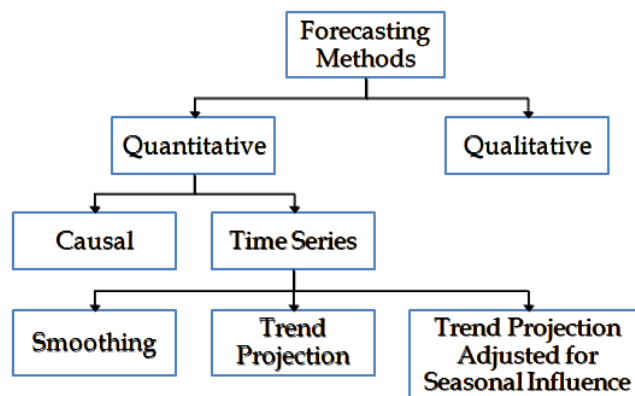 Forecasting
Methods
Quantitative
Qualitative
Causal
Time Series
Smoothing
Trend
Projection
Trend Projection
Adjusted for
Seasonal Influence